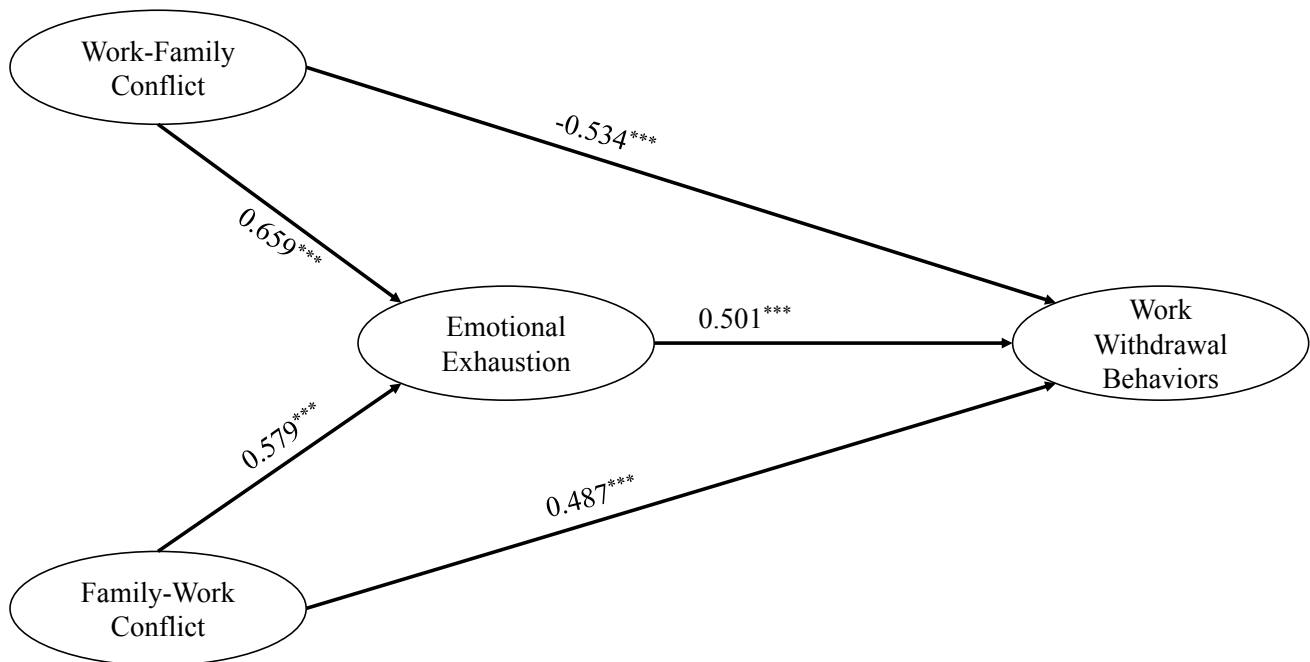 Work-Family
Conflict
-0.534***
0.659***
Emotional
Exhaustion
0.501***
Work
Withdrawal
Behaviors
0.579***
0.487***
Family-Work
Conflict